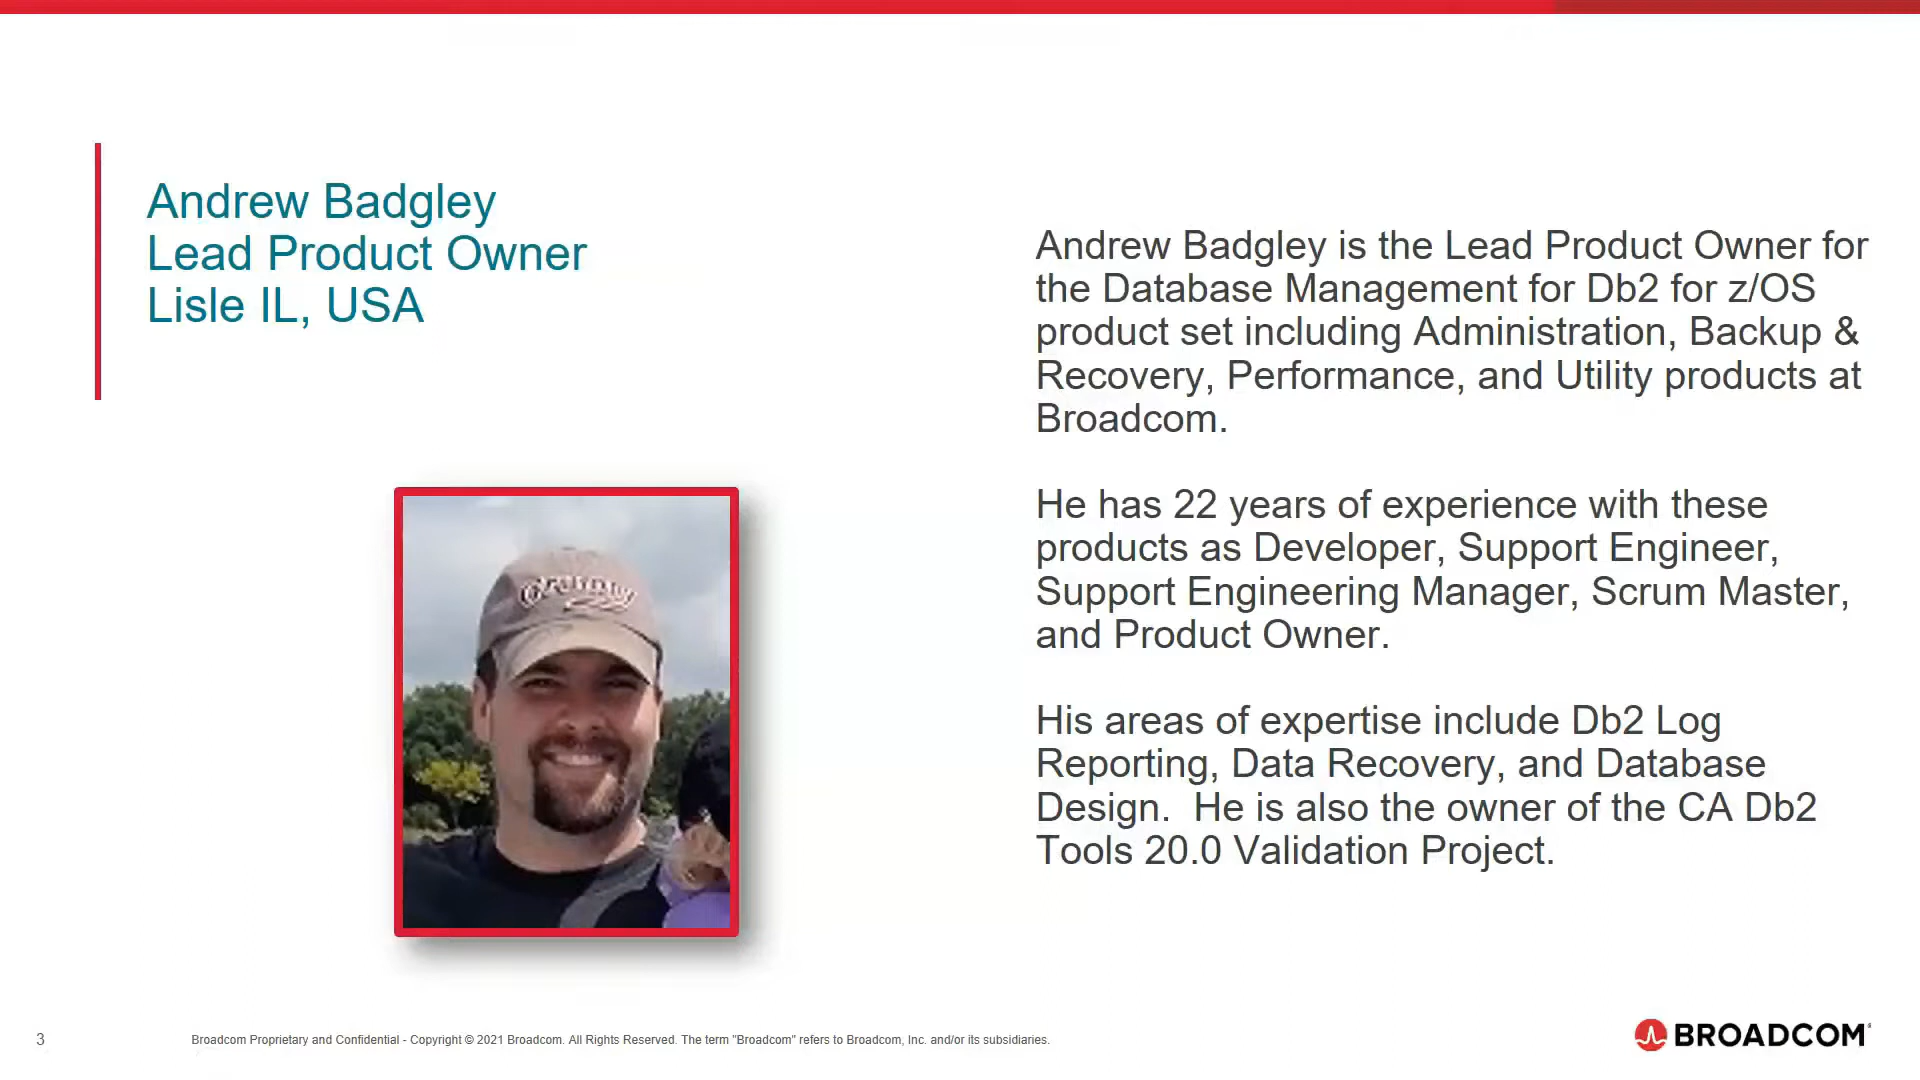 Andrew Badgley
Lead Product Owner
Lisle IL, USA
Andrew Badgley is the Lead Product Owner for
the Database Management for Db2 for z/OS
product set including Administration, Backup &
Recovery, Performance, and Utility products at
Broadcom.
He has 22 years of experience with these
products as Developer, Support Engineer,
Support Engineering Manager, Scrum Master,
and Product Owner.
His areas of expertise include Db2 Log
Reporting, Data Recovery, and Database
Design.  He is also the owner of the CA Db2
Tools 20.0 Validation Project.
3
Broadcom Proprietary and Confidential - Copyright © 2021 Broadcom. All Rights Reserved. The term "Broadcom" refers to Broadcom, Inc. and/or its subsidiaries.
BROADCOM